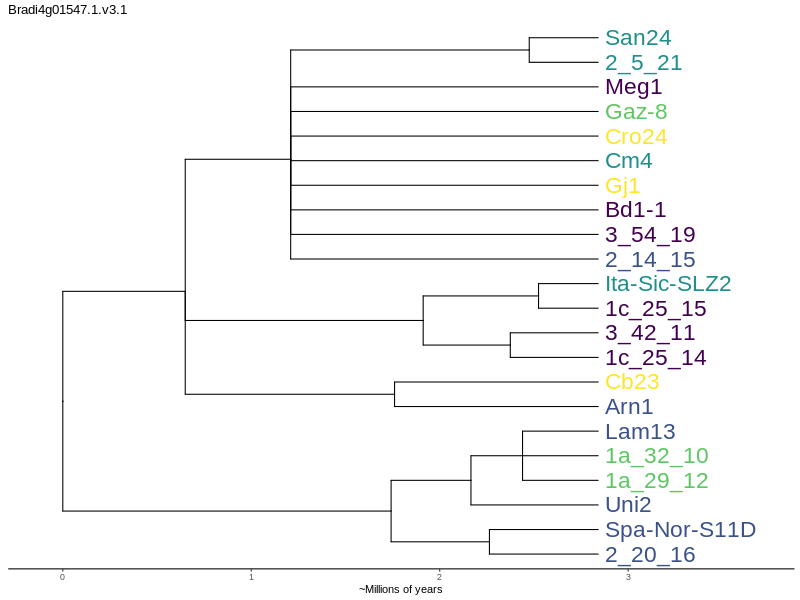 Bradi4g01547.1.v3.1
San24
2_5_21
Meg1
Gaz-8
Cro24
Cm4
Gj1
Bd1-1
3_54_19
2_14_15
Ita-Sic-SLZ2
1c_25_15
3_42_11
1c_25_14
Cb23
Arn1
Lam13
1a_32_10
1a_29_12
Uni2
Spa-Nor-S11D
2_20_16
0 1 2 3
~Millions of years